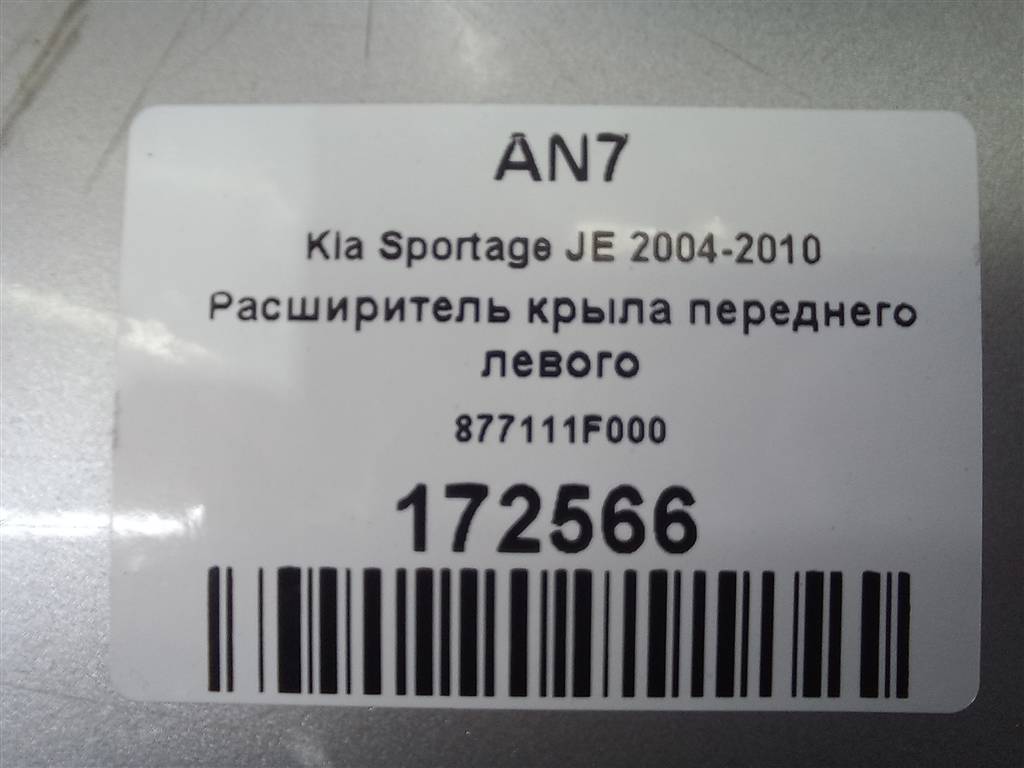 AN7
Kia Sportage JE 2004-2010
Расширитель крыла переднего
левого
877111F000
172566